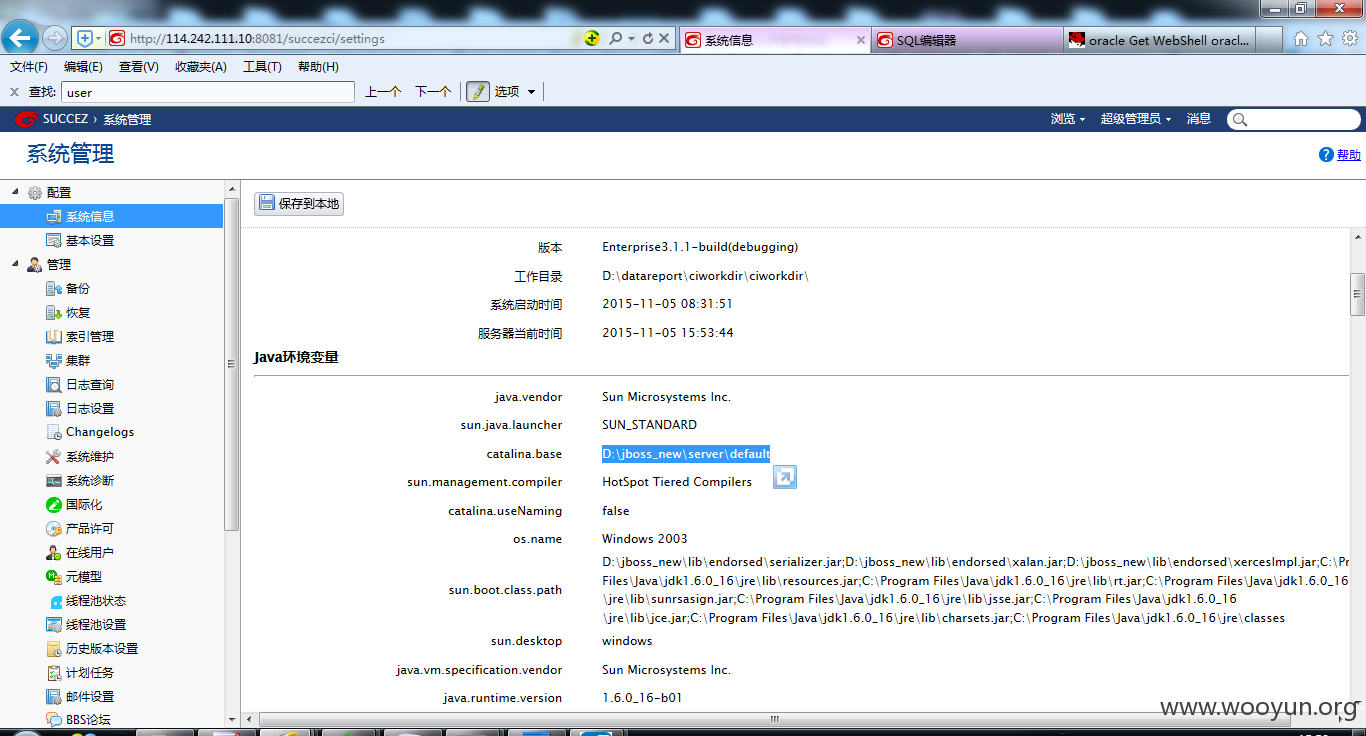 http://114.242.111.10:8081/succezci/settings
系统信息
SQL编辑器
oracle Get WebShell oracl...
文件(F) 编辑(E) 查看(V) 收藏夹(A) 工具(T) 帮助(H)
查找: user 上一个 下一个 选项
SUCCEZ › 系统管理 浏览 超级管理员 消息
系统管理 帮助
配置
系统信息
基本设置
管理
备份
恢复
索引管理
集群
日志查询
日志设置
Changelogs
系统维护
系统诊断
国际化
产品许可
在线用户
元模型
线程池状态
线程池设置
历史版本设置
计划任务
邮件设置
BBS论坛
保存到本地
版本 Enterprise3.1.1-build(debugging)
工作目录 D:\datareport\ciworkdir\ciworkdir\
系统启动时间 2015-11-05 08:31:51
服务器当前时间 2015-11-05 15:53:44
Java环境变量
java.vendor Sun Microsystems Inc.
sun.java.launcher SUN_STANDARD
catalina.base D:\jboss_new\server\default
sun.management.compiler HotSpot Tiered Compilers
catalina.useNaming false
os.name Windows 2003
D:\jboss_new\lib\endorsed\serializer.jar;D:\jboss_new\lib\endorsed\xalan.jar;D:\jboss_new\lib\endorsed\xercesImpl.jar;C:\Pr
Files\Java\jdk1.6.0_16\jre\lib\resources.jar;C:\Program Files\Java\jdk1.6.0_16\jre\lib\rt.jar;C:\Program Files\Java\jdk1.6.0_16
sun.boot.class.path \jre\lib\sunrsasign.jar;C:\Program Files\Java\jdk1.6.0_16\jre\lib\jsse.jar;C:\Program Files\Java\jdk1.6.0_16
\jre\lib\jce.jar;C:\Program Files\Java\jdk1.6.0_16\jre\lib\charsets.jar;C:\Program Files\Java\jdk1.6.0_16\jre\classes
sun.desktop windows
java.vm.specification.vendor Sun Microsystems Inc.
java.runtime.version 1.6.0_16-b01
www.wooyun.org